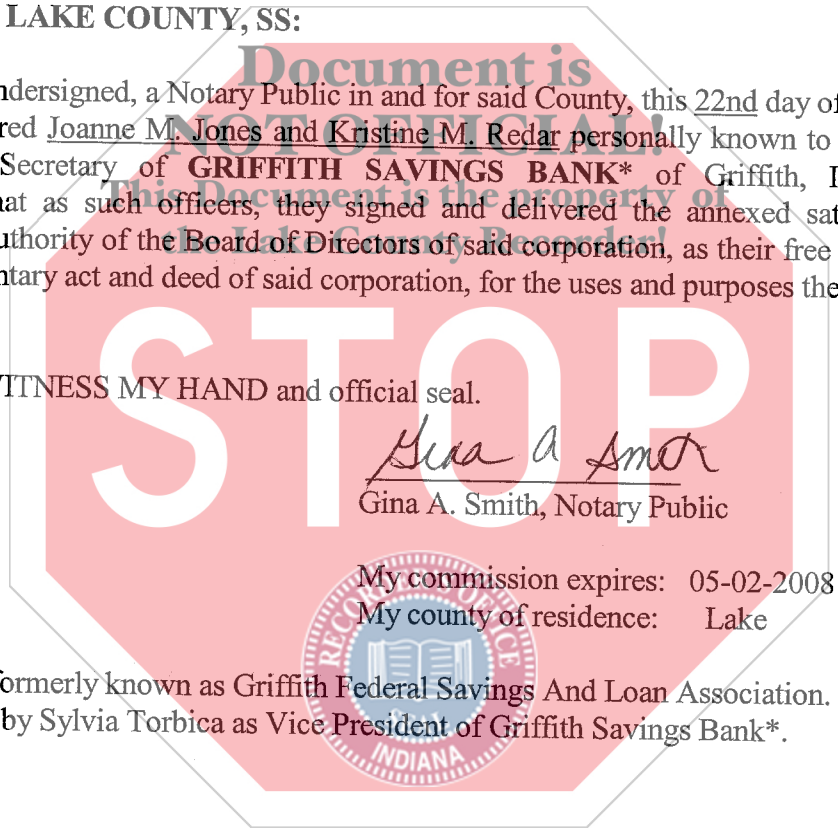 LAKE COUNTY, SS:
Document is
ndersigned, a Notary Public in and for said County, this 22nd day of
NOT OFFICIAL!
red Joanne M. Jones and Kristine M. Redar personally known to
Secretary of GRIFFITH SAVINGS BANK* of Griffith, I
This Document is the property of
nat as such officers, they signed and delivered the annexed sat
the Lake County Recorder!
uthority of the Board of Directors of said corporation, as their free
ntary act and deed of said corporation, for the uses and purposes the
STOP
ITNESS MY HAND and official seal.
Gina A Smith
Gina A. Smith, Notary Public
My commission expires: 05-02-2008
My county of residence: Lake
RECORDER'S OFFICE
ormerly known as Griffith Federal Savings And Loan Association.
by Sylvia Torbica as Vice President of Griffith Savings Bank*.
INDIANA